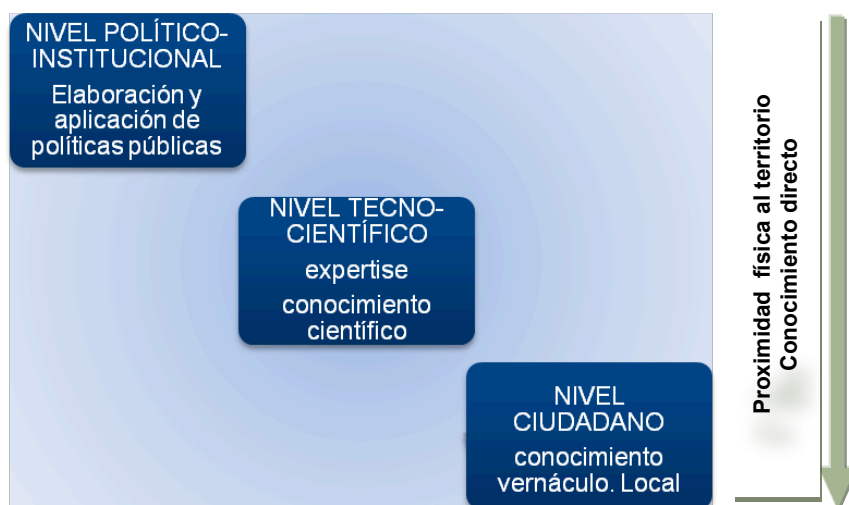 NIVEL POLÍTICO-
INSTITUCIONAL
Elaboración y
aplicación de
políticas públicas
NIVEL TECNO-
CIENTÍFICO
expertise
conocimiento
científico
NIVEL
CIUDADANO
conocimiento
vernáculo. Local
Proximidad física al territorio
Conocimiento directo